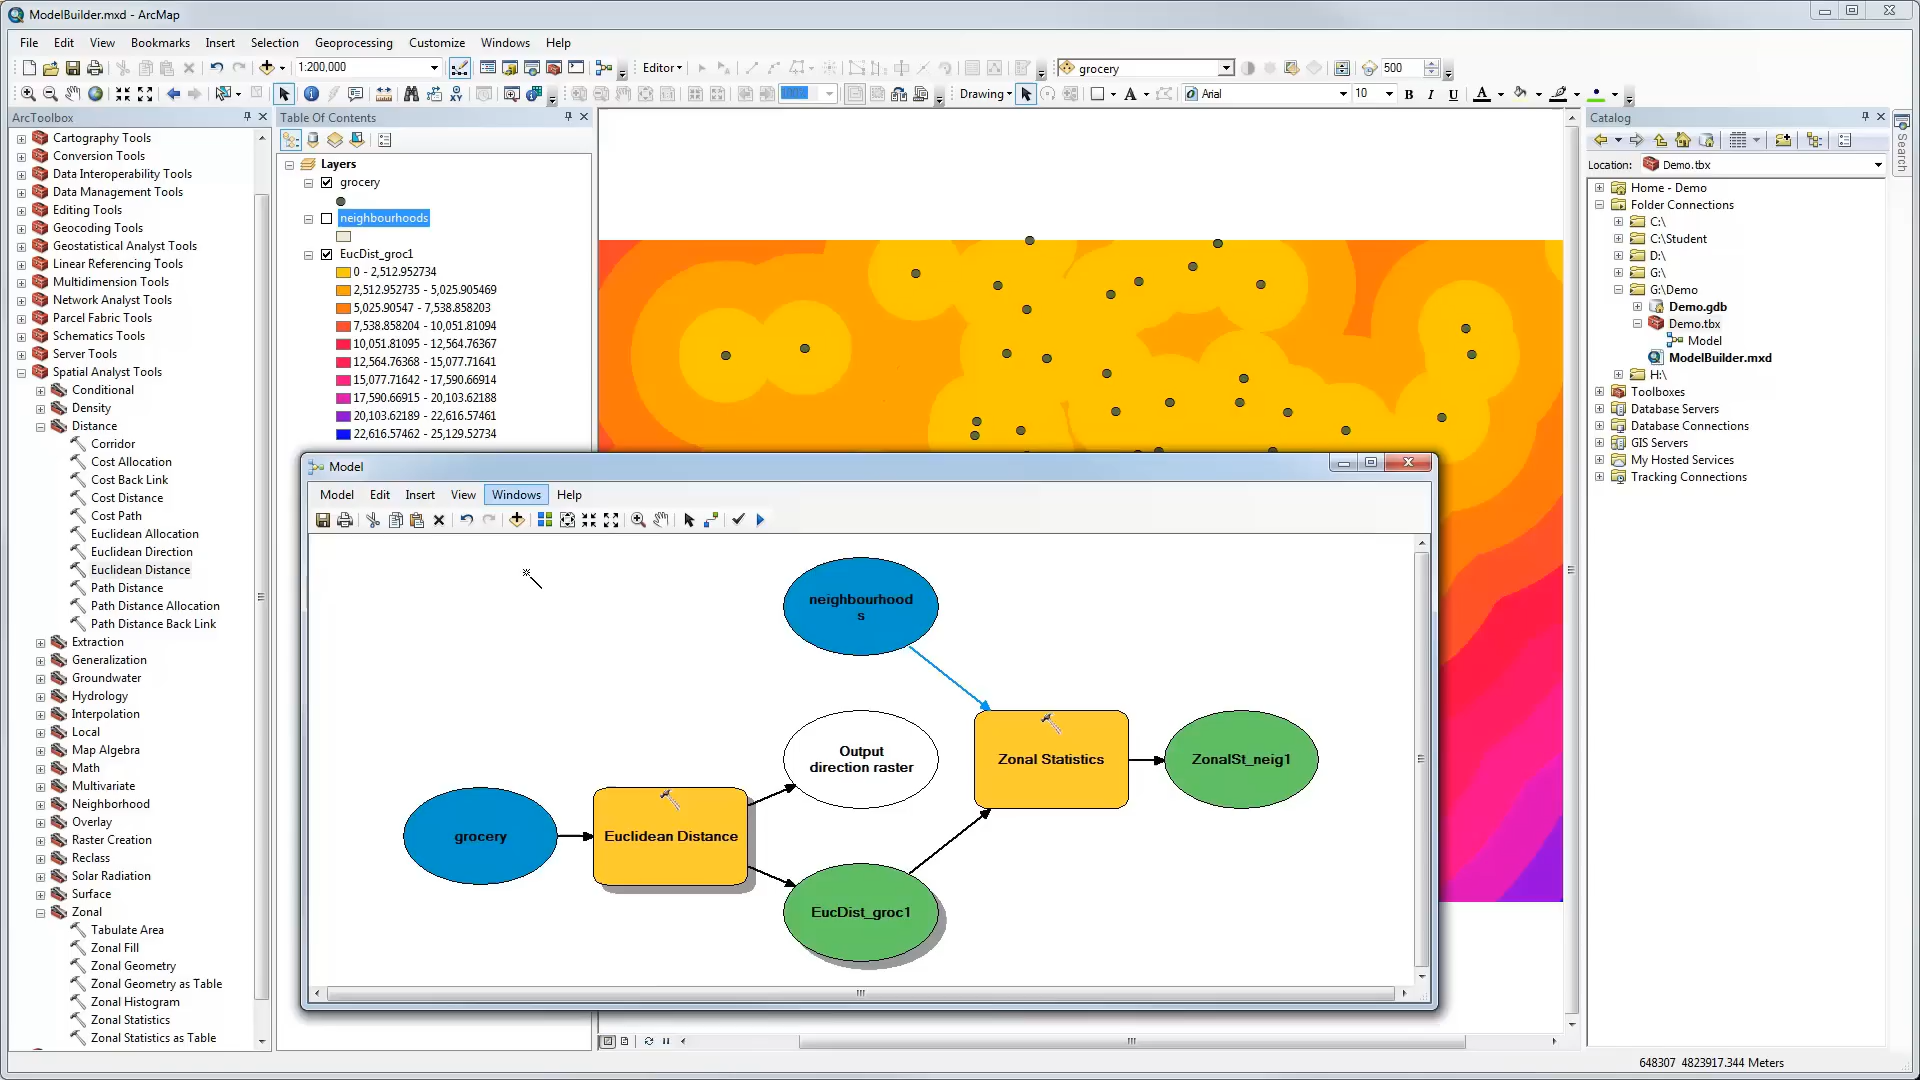 ModelBuilder.mxd - ArcMap
File Edit View Bookmarks Insert Selection Geoprocessing Customize Windows Help
1:200,000 Editor grocery 500
Drawing Arial 10 B I U A
ArcToolbox
Cartography Tools
Conversion Tools
Data Interoperability Tools
Data Management Tools
Editing Tools
Geocoding Tools
Geostatistical Analyst Tools
Linear Referencing Tools
Multidimension Tools
Network Analyst Tools
Parcel Fabric Tools
Schematics Tools
Server Tools
Spatial Analyst Tools
Conditional
Density
Distance
Corridor
Cost Allocation
Cost Back Link
Cost Distance
Cost Path
Euclidean Allocation
Euclidean Direction
Euclidean Distance
Path Distance
Path Distance Allocation
Path Distance Back Link
Extraction
Generalization
Groundwater
Hydrology
Interpolation
Local
Map Algebra
Math
Multivariate
Neighborhood
Overlay
Raster Creation
Reclass
Solar Radiation
Surface
Zonal
Tabulate Area
Zonal Fill
Zonal Geometry
Zonal Geometry as Table
Zonal Histogram
Zonal Statistics
Zonal Statistics as Table
Table Of Contents
Layers
grocery
neighbourhoods
EucDist_groc1
0 - 2,512.952734
2,512.952735 - 5,025.905469
5,025.90547 - 7,538.858203
7,538.858204 - 10,051.81094
10,051.81095 - 12,564.76367
12,564.76368 - 15,077.71641
15,077.71642 - 17,590.66914
17,590.66915 - 20,103.62188
20,103.62189 - 22,616.57461
22,616.57462 - 25,129.52734
Model
Model Edit Insert View Windows Help
neighbourhood
s
Output
direction raster
Zonal Statistics
ZonalSt_neig1
grocery
Euclidean Distance
EucDist_groc1
Catalog
Location: Demo.tbx
Home - Demo
Folder Connections
C:\
C:\Student
D:\
G:\
G:\Demo
Demo.gdb
Demo.tbx
Model
ModelBuilder.mxd
H:\
Toolboxes
Database Servers
Database Connections
GIS Servers
My Hosted Services
Tracking Connections
Search
648307 4823917.344 Meters